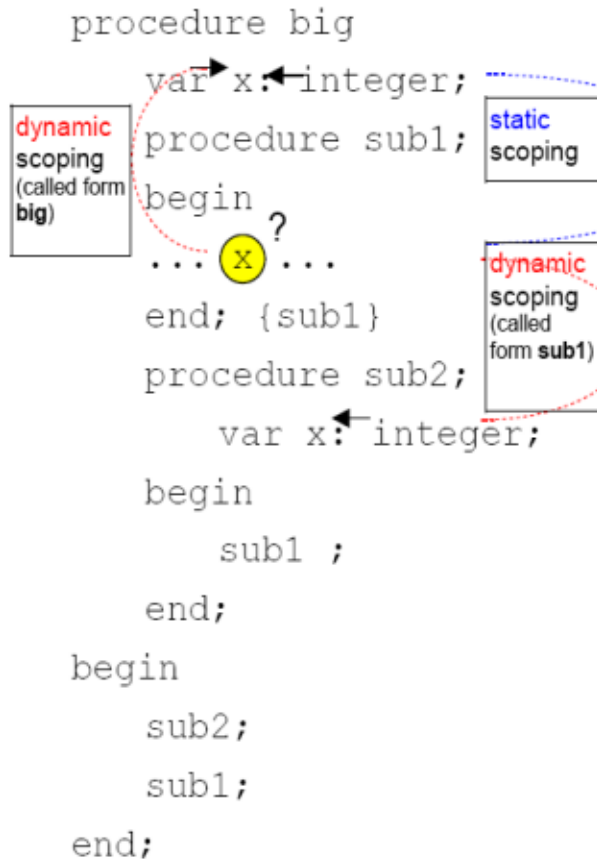 procedure big
var x: integer;
dynamic
scoping
(called form
big)
procedure sub1;
static
scoping
begin
?
... x ...
dynamic
scoping
(called
form sub1)
end; {sub1}
procedure sub2;
var x: integer;
begin
sub1 ;
end;
begin
sub2;
sub1;
end;